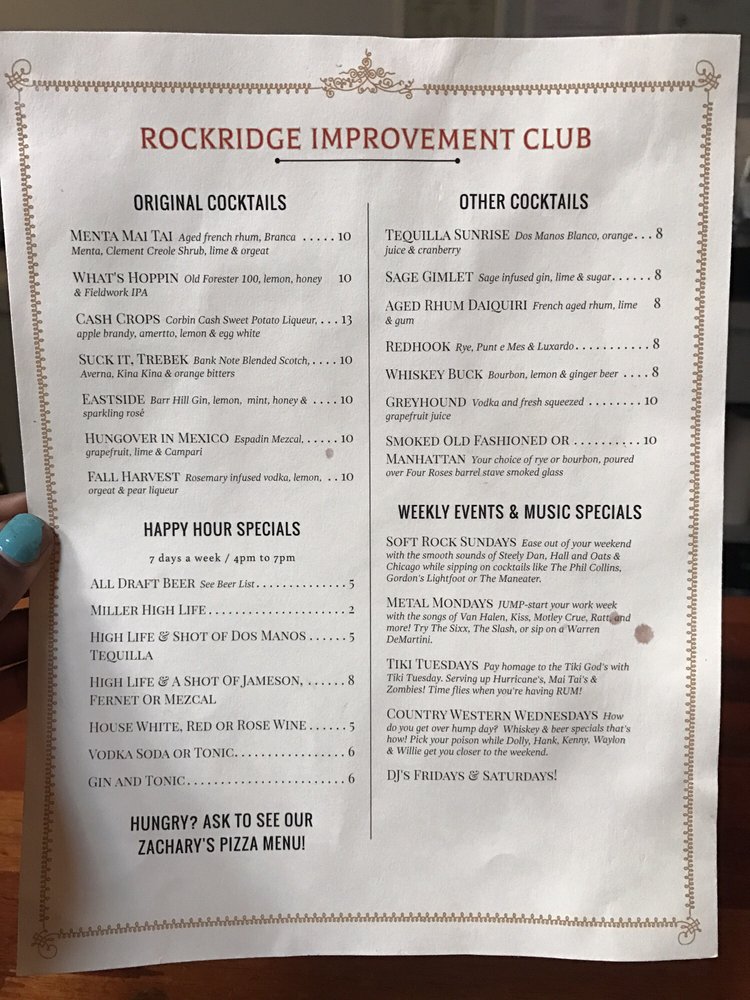 ROCKRIDGE IMPROVEMENT CLUB
ORIGINAL COCKTAILS
MENTA MAI TAI Aged french rhum, Branca ..... 10
Menta, Clement Creole Shrub, lime & orgeat
WHAT'S HOPPIN Old Forester 100, lemon, honey 10
& Fieldwork IPA
CASH CROPS Corbin Cash Sweet Potato Liqueur, ... 13
apple brandy, amertto, lemon & egg white
SUCK IT, TREBEK Bank Note Blended Scotch, .... 10
Averna, Kina Kina & orange bitters
EASTSIDE Barr Hill Gin, lemon, mint, honey & .... 10
sparkling rosé
HUNGOVER IN MEXICO Espadin Mezcal, ..... 10
grapefruit, lime & Campari
FALL HARVEST Rosemary infused vodka, lemon, .. 10
orgeat & pear liqueur
HAPPY HOUR SPECIALS
7 days a week / 4pm to 7pm
ALL DRAFT BEER See Beer List ............. 5
MILLER HIGH LIFE .................... 2
HIGH LIFE & SHOT OF DOS MANOS ...... 5
TEQUILLA
HIGH LIFE & A SHOT OF JAMESON, ...... 8
FERNET OR MEZCAL
HOUSE WHITE, RED OR ROSE WINE ...... 5
VODKA SODA OR TONIC ................ 6
GIN AND TONIC ....................... 6
HUNGRY? ASK TO SEE OUR
ZACHARY'S PIZZA MENU!
OTHER COCKTAILS
TEQUILLA SUNRISE Dos Manos Blanco, orange ... 8
juice & cranberry
SAGE GIMLET Sage infused gin, lime & sugar ...... 8
AGED RHUM DAIQUIRI French aged rhum, lime 8
& gum
REDHOOK Rye, Punt e Mes & Luxardo ........... 8
WHISKEY BUCK Bourbon, lemon & ginger beer .... 8
GREYHOUND Vodka and fresh squeezed ........ 10
grapefruit juice
SMOKED OLD FASHIONED OR .......... 10
MANHATTAN Your choice of rye or bourbon, poured
over Four Roses barrel stave smoked glass
WEEKLY EVENTS & MUSIC SPECIALS
SOFT ROCK SUNDAYS Ease out of your weekend
with the smooth sounds of Steely Dan, Hall and Oats &
Chicago while sipping on cocktails like The Phil Collins,
Gordon's Lightfoot or The Maneater.
METAL MONDAYS JUMP-start your work week
with the songs of Van Halen, Kiss, Motley Crue, Ratt, and
more! Try The Sixx, The Slash, or sip on a Warren
DeMartini.
TIKI TUESDAYS Pay homage to the Tiki God's with
Tiki Tuesday. Serving up Hurricane's, Mai Tai's &
Zombies! Time flies when you're having RUM!
COUNTRY WESTERN WEDNESDAYS How
do you get over hump day? Whiskey & beer specials that's
how! Pick your poison while Dolly, Hank, Kenny, Waylon
& Willie get you closer to the weekend.
DJ'S FRIDAYS & SATURDAYS!